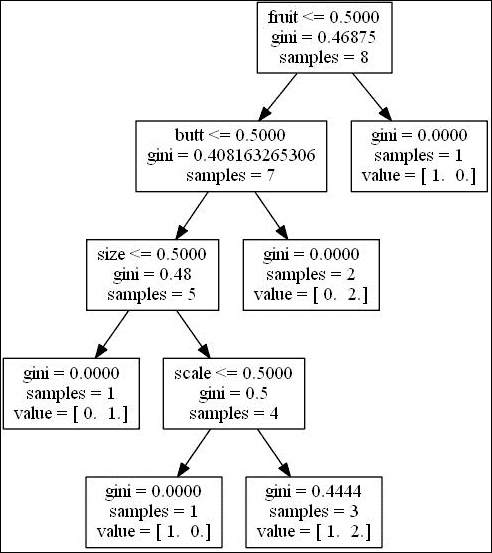 fruit <= 0.5000
gini = 0.46875
samples = 8
butt <= 0.5000
gini = 0.408163265306
samples = 7
gini = 0.0000
samples = 1
value = [ 1. 0.]
size <= 0.5000
gini = 0.48
samples = 5
gini = 0.0000
samples = 2
value = [ 0. 2.]
gini = 0.0000
samples = 1
value = [ 0. 1.]
scale <= 0.5000
gini = 0.5
samples = 4
gini = 0.0000
samples = 1
value = [ 1. 0.]
gini = 0.4444
samples = 3
value = [ 1. 2.]